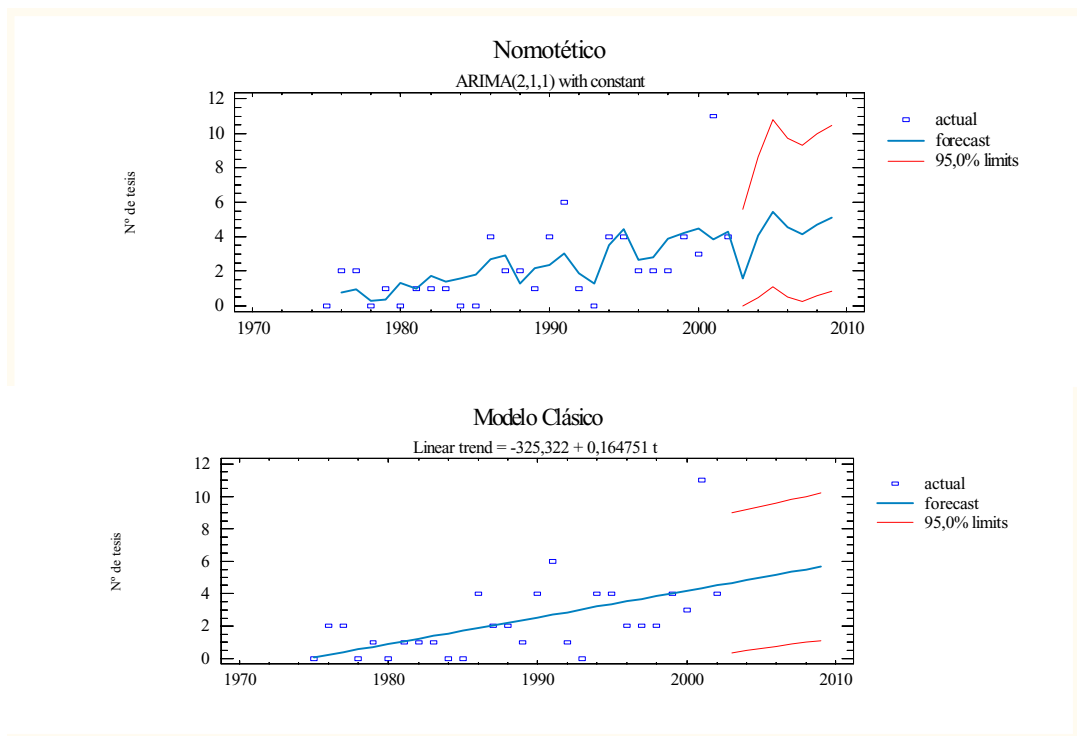 Nomotético
ARIMA(2,1,1) with constant
12
10
8
6
4
2
0
Nº de tesis
1970 1980 1990 2000 2010
actual
forecast
95,0% limits
Modelo Clásico
Linear trend = -325,322 + 0,164751 t
12
10
8
6
4
2
0
Nº de tesis
1970 1980 1990 2000 2010
actual
forecast
95,0% limits